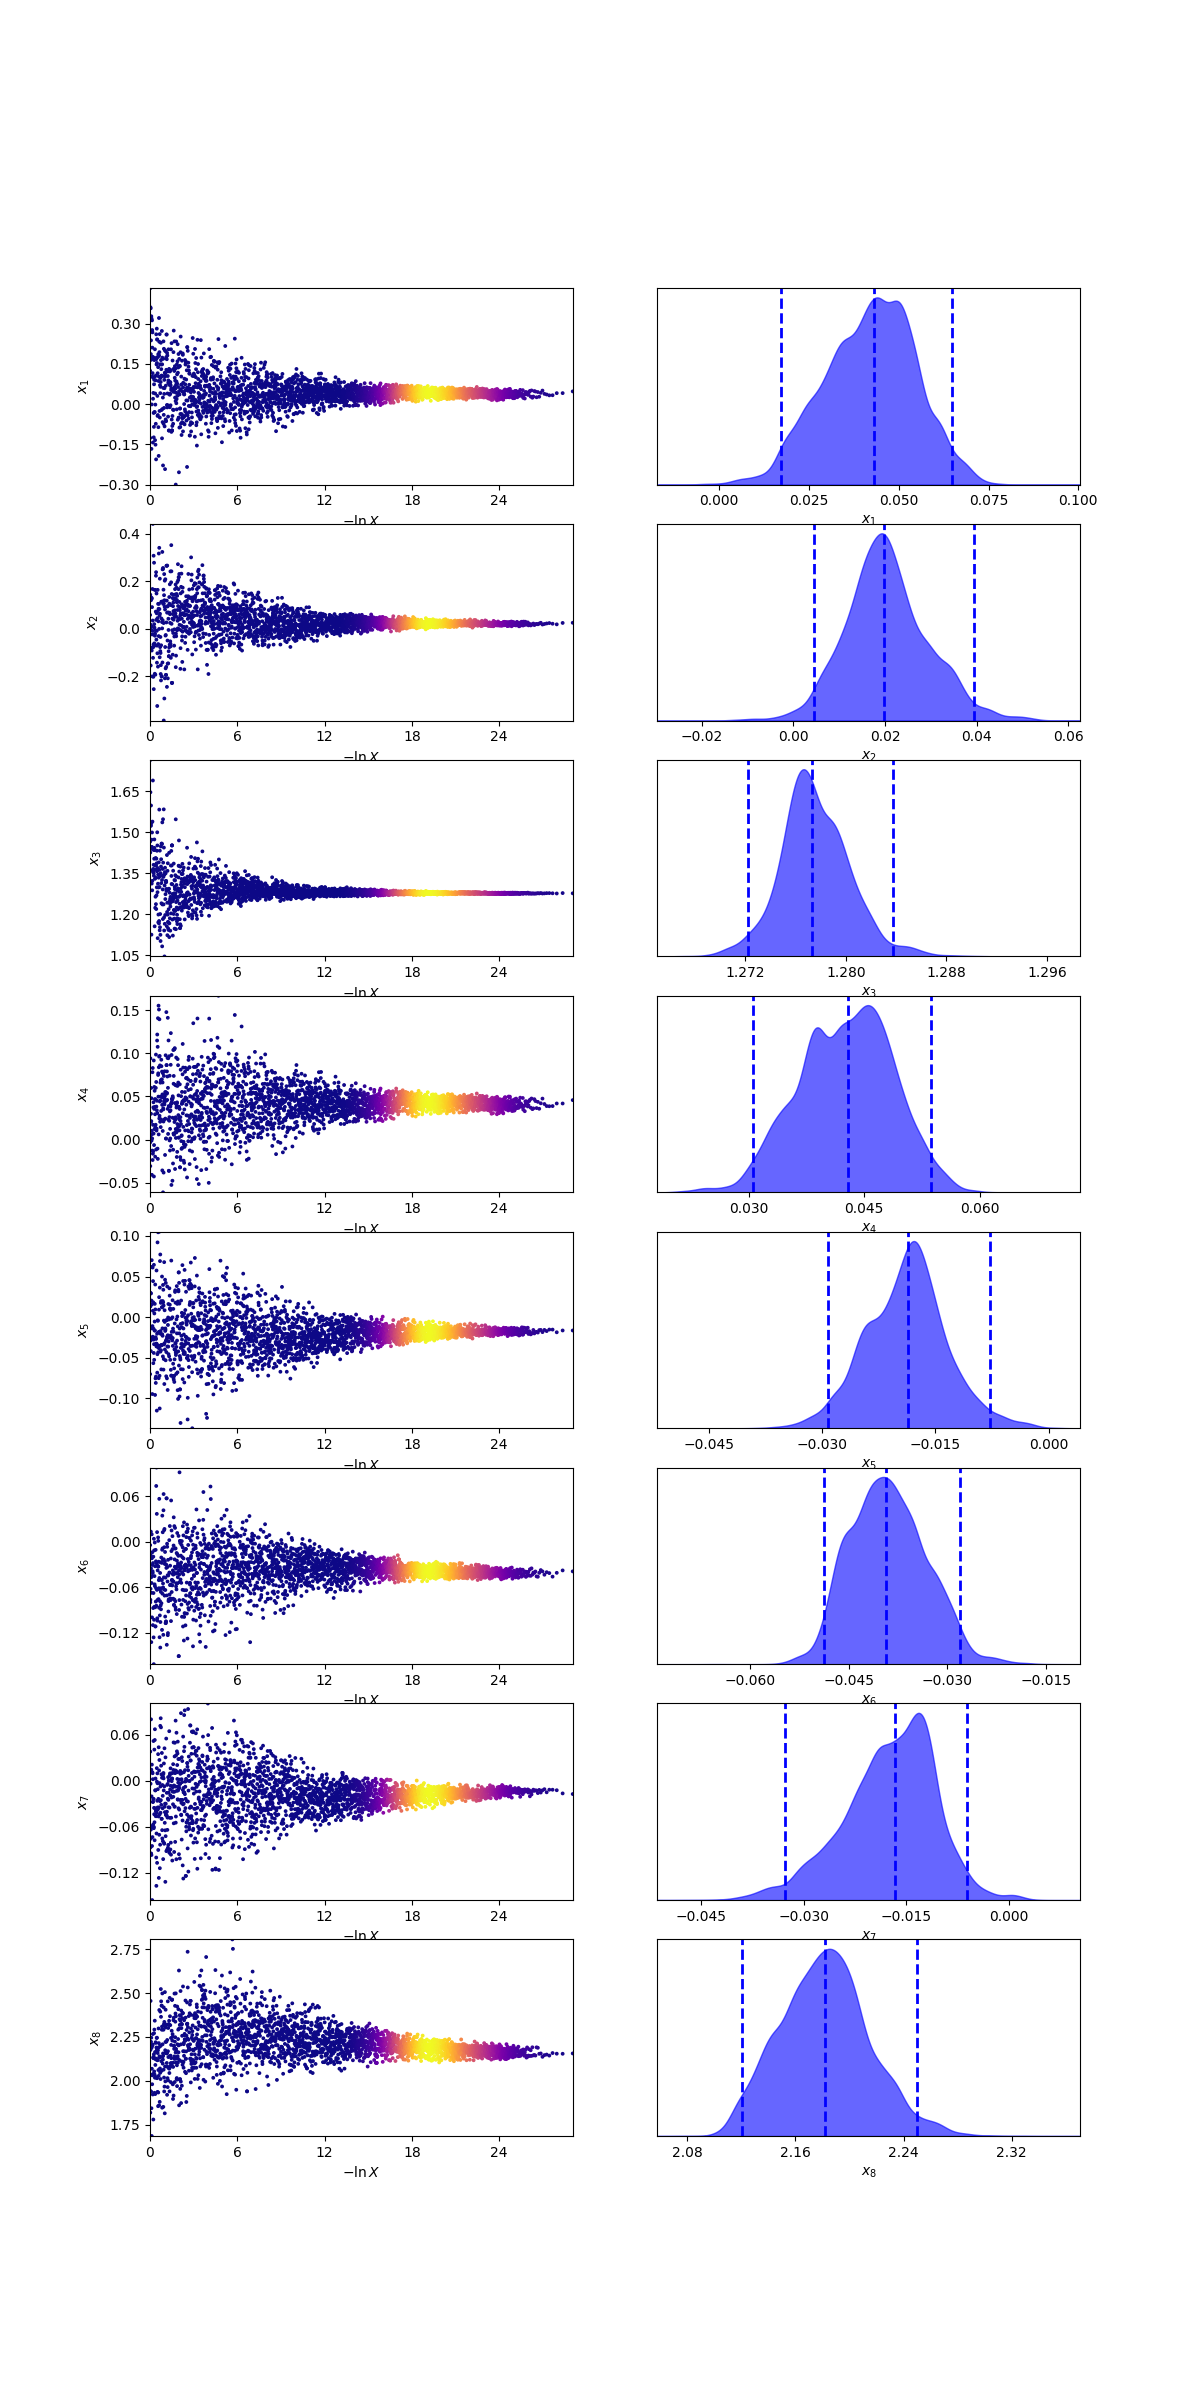 0.30
0.15
0.00
−0.15
−0.30
x₁
0 6 12 18 24
−ln X
0.000 0.025 0.050 0.075 0.100
x₁
0.4
0.2
0.0
−0.2
x₂
0 6 12 18 24
−ln X
−0.02 0.00 0.02 0.04 0.06
x₂
1.65
1.50
1.35
1.20
1.05
x₃
0 6 12 18 24
−ln X
1.272 1.280 1.288 1.296
x₃
0.15
0.10
0.05
0.00
−0.05
x₄
0 6 12 18 24
−ln X
0.030 0.045 0.060
x₄
0.10
0.05
0.00
−0.05
−0.10
x₅
0 6 12 18 24
−ln X
−0.045 −0.030 −0.015 0.000
x₅
0.06
0.00
−0.06
−0.12
x₆
0 6 12 18 24
−ln X
−0.060 −0.045 −0.030 −0.015
x₆
0.06
0.00
−0.06
−0.12
x₇
0 6 12 18 24
−ln X
−0.045 −0.030 −0.015 0.000
x₇
2.75
2.50
2.25
2.00
1.75
x₈
0 6 12 18 24
−ln X
2.08 2.16 2.24 2.32
x₈